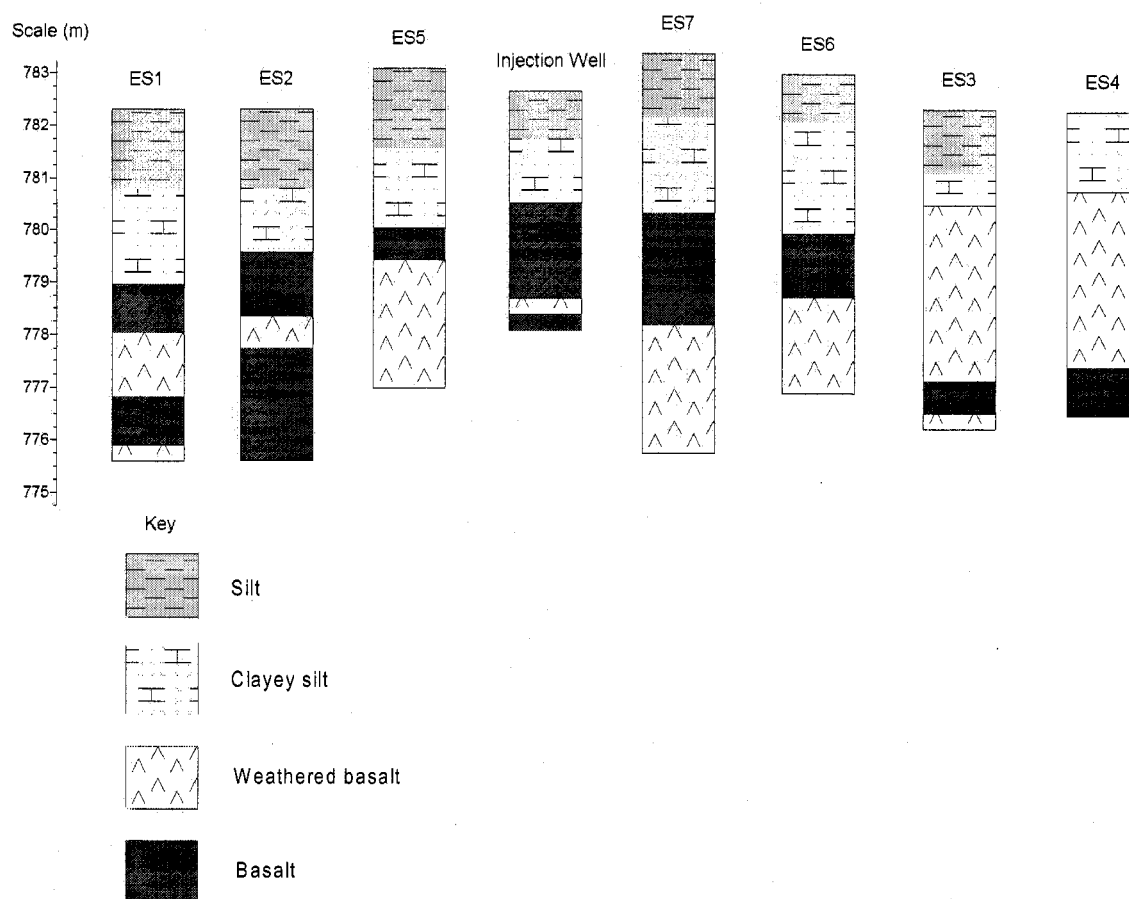 Scale (m)
ES1
ES2
ES5
Injection Well
ES7
ES6
ES3
ES4
783
782
781
780
779
778
777
776
775
Key
Silt
Clayey silt
Weathered basalt
Basalt